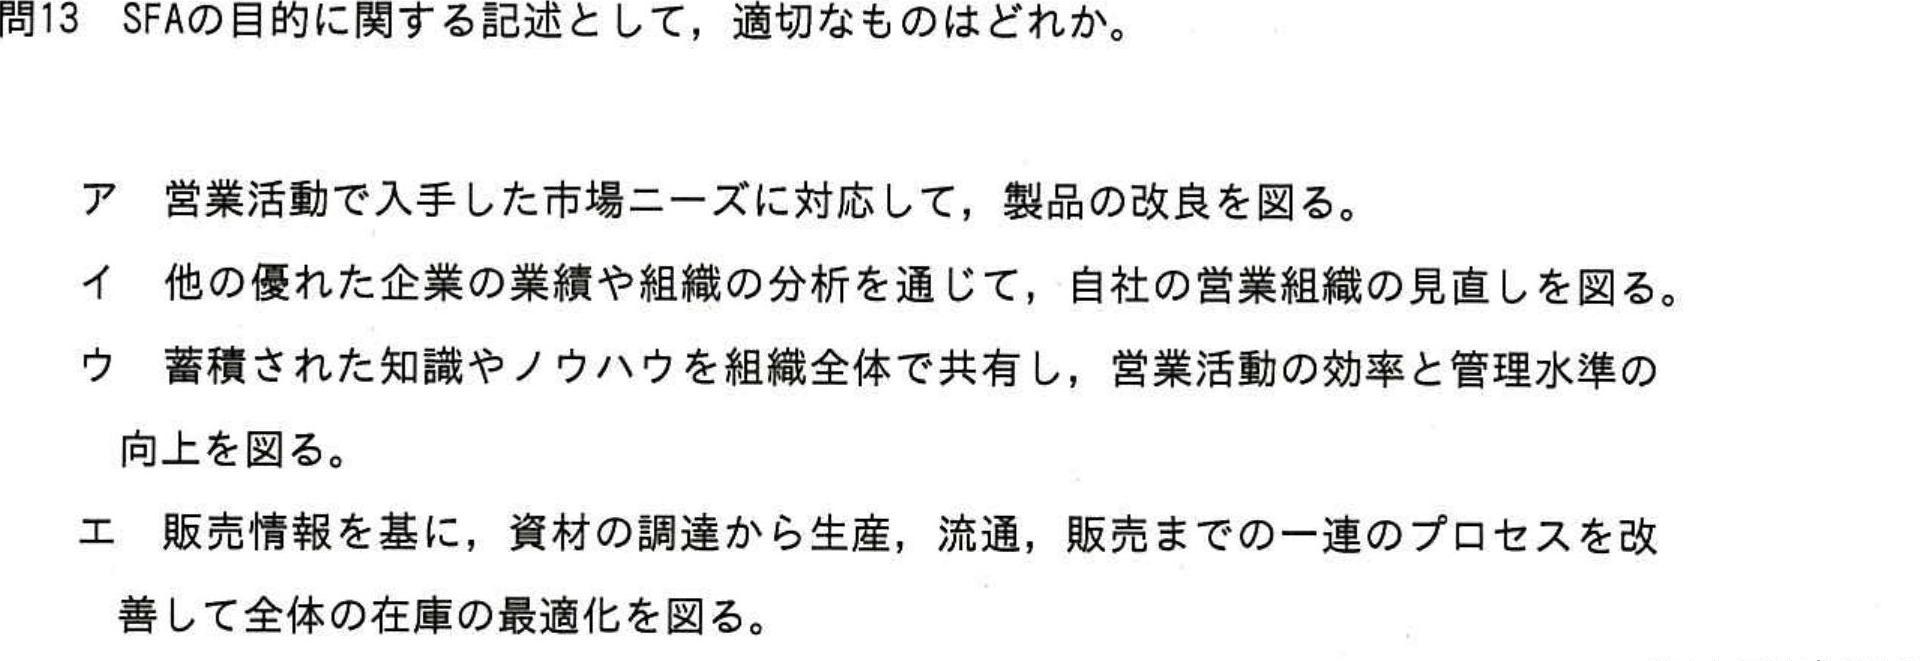 問13　SFAの目的に関する記述として，適切なものはどれか。
ア　営業活動で入手した市場ニーズに対応して，製品の改良を図る。
イ　他の優れた企業の業績や組織の分析を通じて，自社の営業組織の見直しを図る。
ウ　蓄積された知識やノウハウを組織全体で共有し，営業活動の効率と管理水準の
向上を図る。
エ　販売情報を基に，資材の調達から生産，流通，販売までの一連のプロセスを改
善して全体の在庫の最適化を図る。